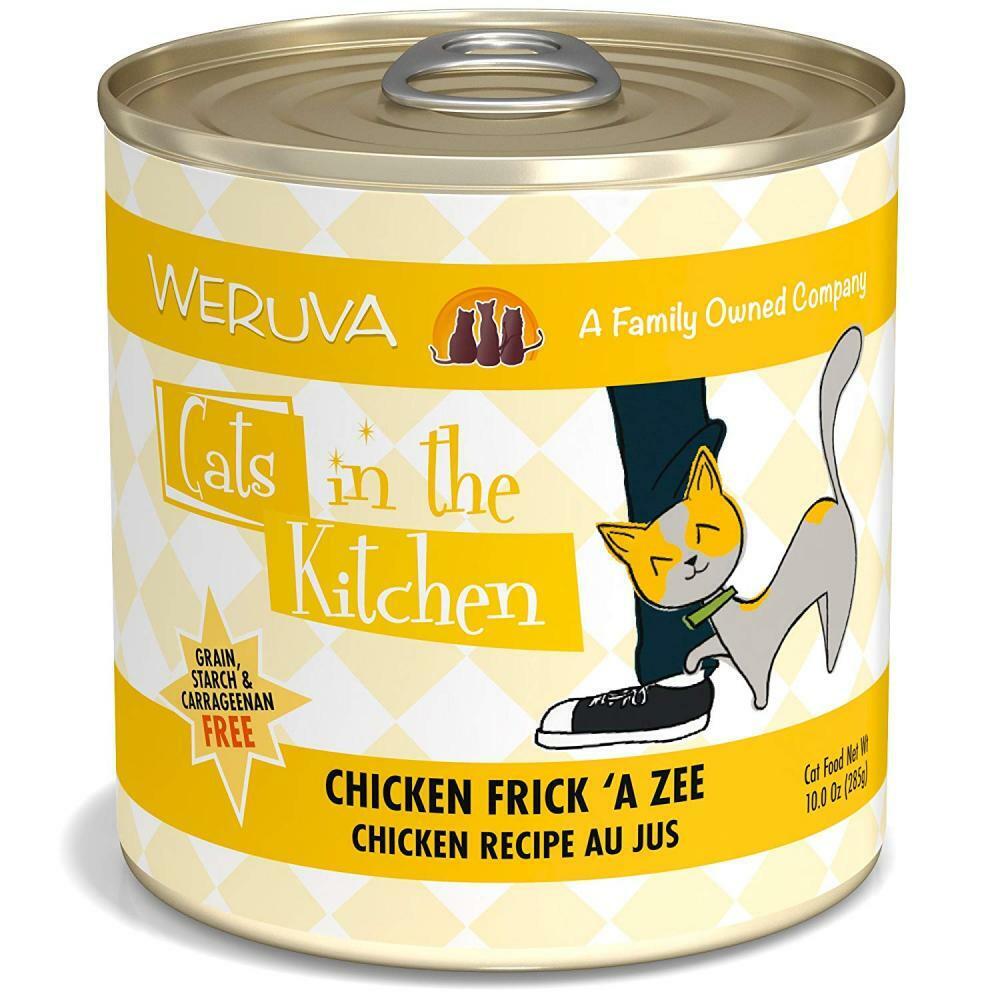 WERUVA
A Family Owned Company
Cats in the
Kitchen
GRAIN,
STARCH &
CARRAGEENAN
FREE
CHICKEN FRICK 'A ZEE
CHICKEN RECIPE AU JUS
Cat Food Net Wt
10.0 Oz (285g)